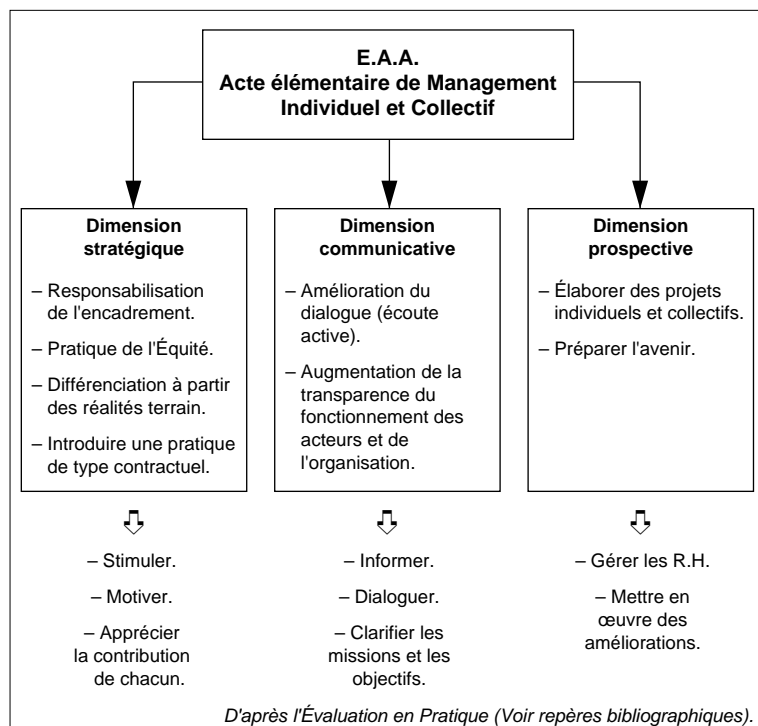 E.A.A.
Acte élémentaire de Management
Individuel et Collectif
Dimension
stratégique
– Responsabilisation
de l'encadrement.
– Pratique de l'Équité.
– Différenciation à partir
des réalités terrain.
– Introduire une pratique
de type contractuel.
Dimension
communicative
– Amélioration du
dialogue (écoute
active).
– Augmentation de la
transparence du
fonctionnement des
acteurs et de
l'organisation.
Dimension
prospective
– Élaborer des projets
individuels et collectifs.
– Préparer l'avenir.
– Stimuler.
– Motiver.
– Apprécier
la contribution
de chacun.
– Informer.
– Dialoguer.
– Clarifier les
missions et les
objectifs.
– Gérer les R.H.
– Mettre en
œuvre des
améliorations.
D'après l'Évaluation en Pratique (Voir repères bibliographiques).